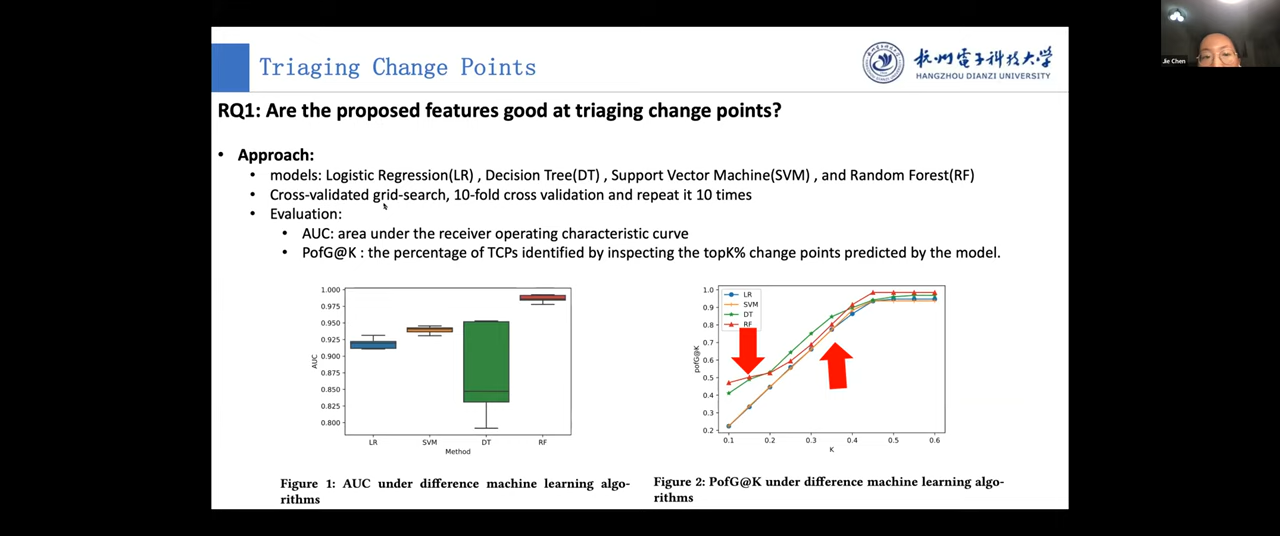 Triaging Change Points
杭州电子科技大学
HANGZHOU DIANZI UNIVERSITY
Jie Chen
RQ1: Are the proposed features good at triaging change points?
• Approach:
• models: Logistic Regression(LR) , Decision Tree(DT) , Support Vector Machine(SVM) , and Random Forest(RF)
• Cross-validated grid-search, 10-fold cross validation and repeat it 10 times
• Evaluation:
• AUC: area under the receiver operating characteristic curve
• PofG@K : the percentage of TCPs identified by inspecting the topK% change points predicted by the model.
1.000
0.975
0.950
0.925
0.900
0.875
0.850
0.825
0.800
AUC
LR SVM DT RF
Method
Figure 1: AUC under difference machine learning algo-
rithms
1.0
0.9
0.8
0.7
0.6
0.5
0.4
0.3
0.2
pofG@K
LR
SVM
DT
RF
0.1 0.2 0.3 0.4 0.5 0.6
K
Figure 2: PofG@K under difference machine learning algo-
rithms